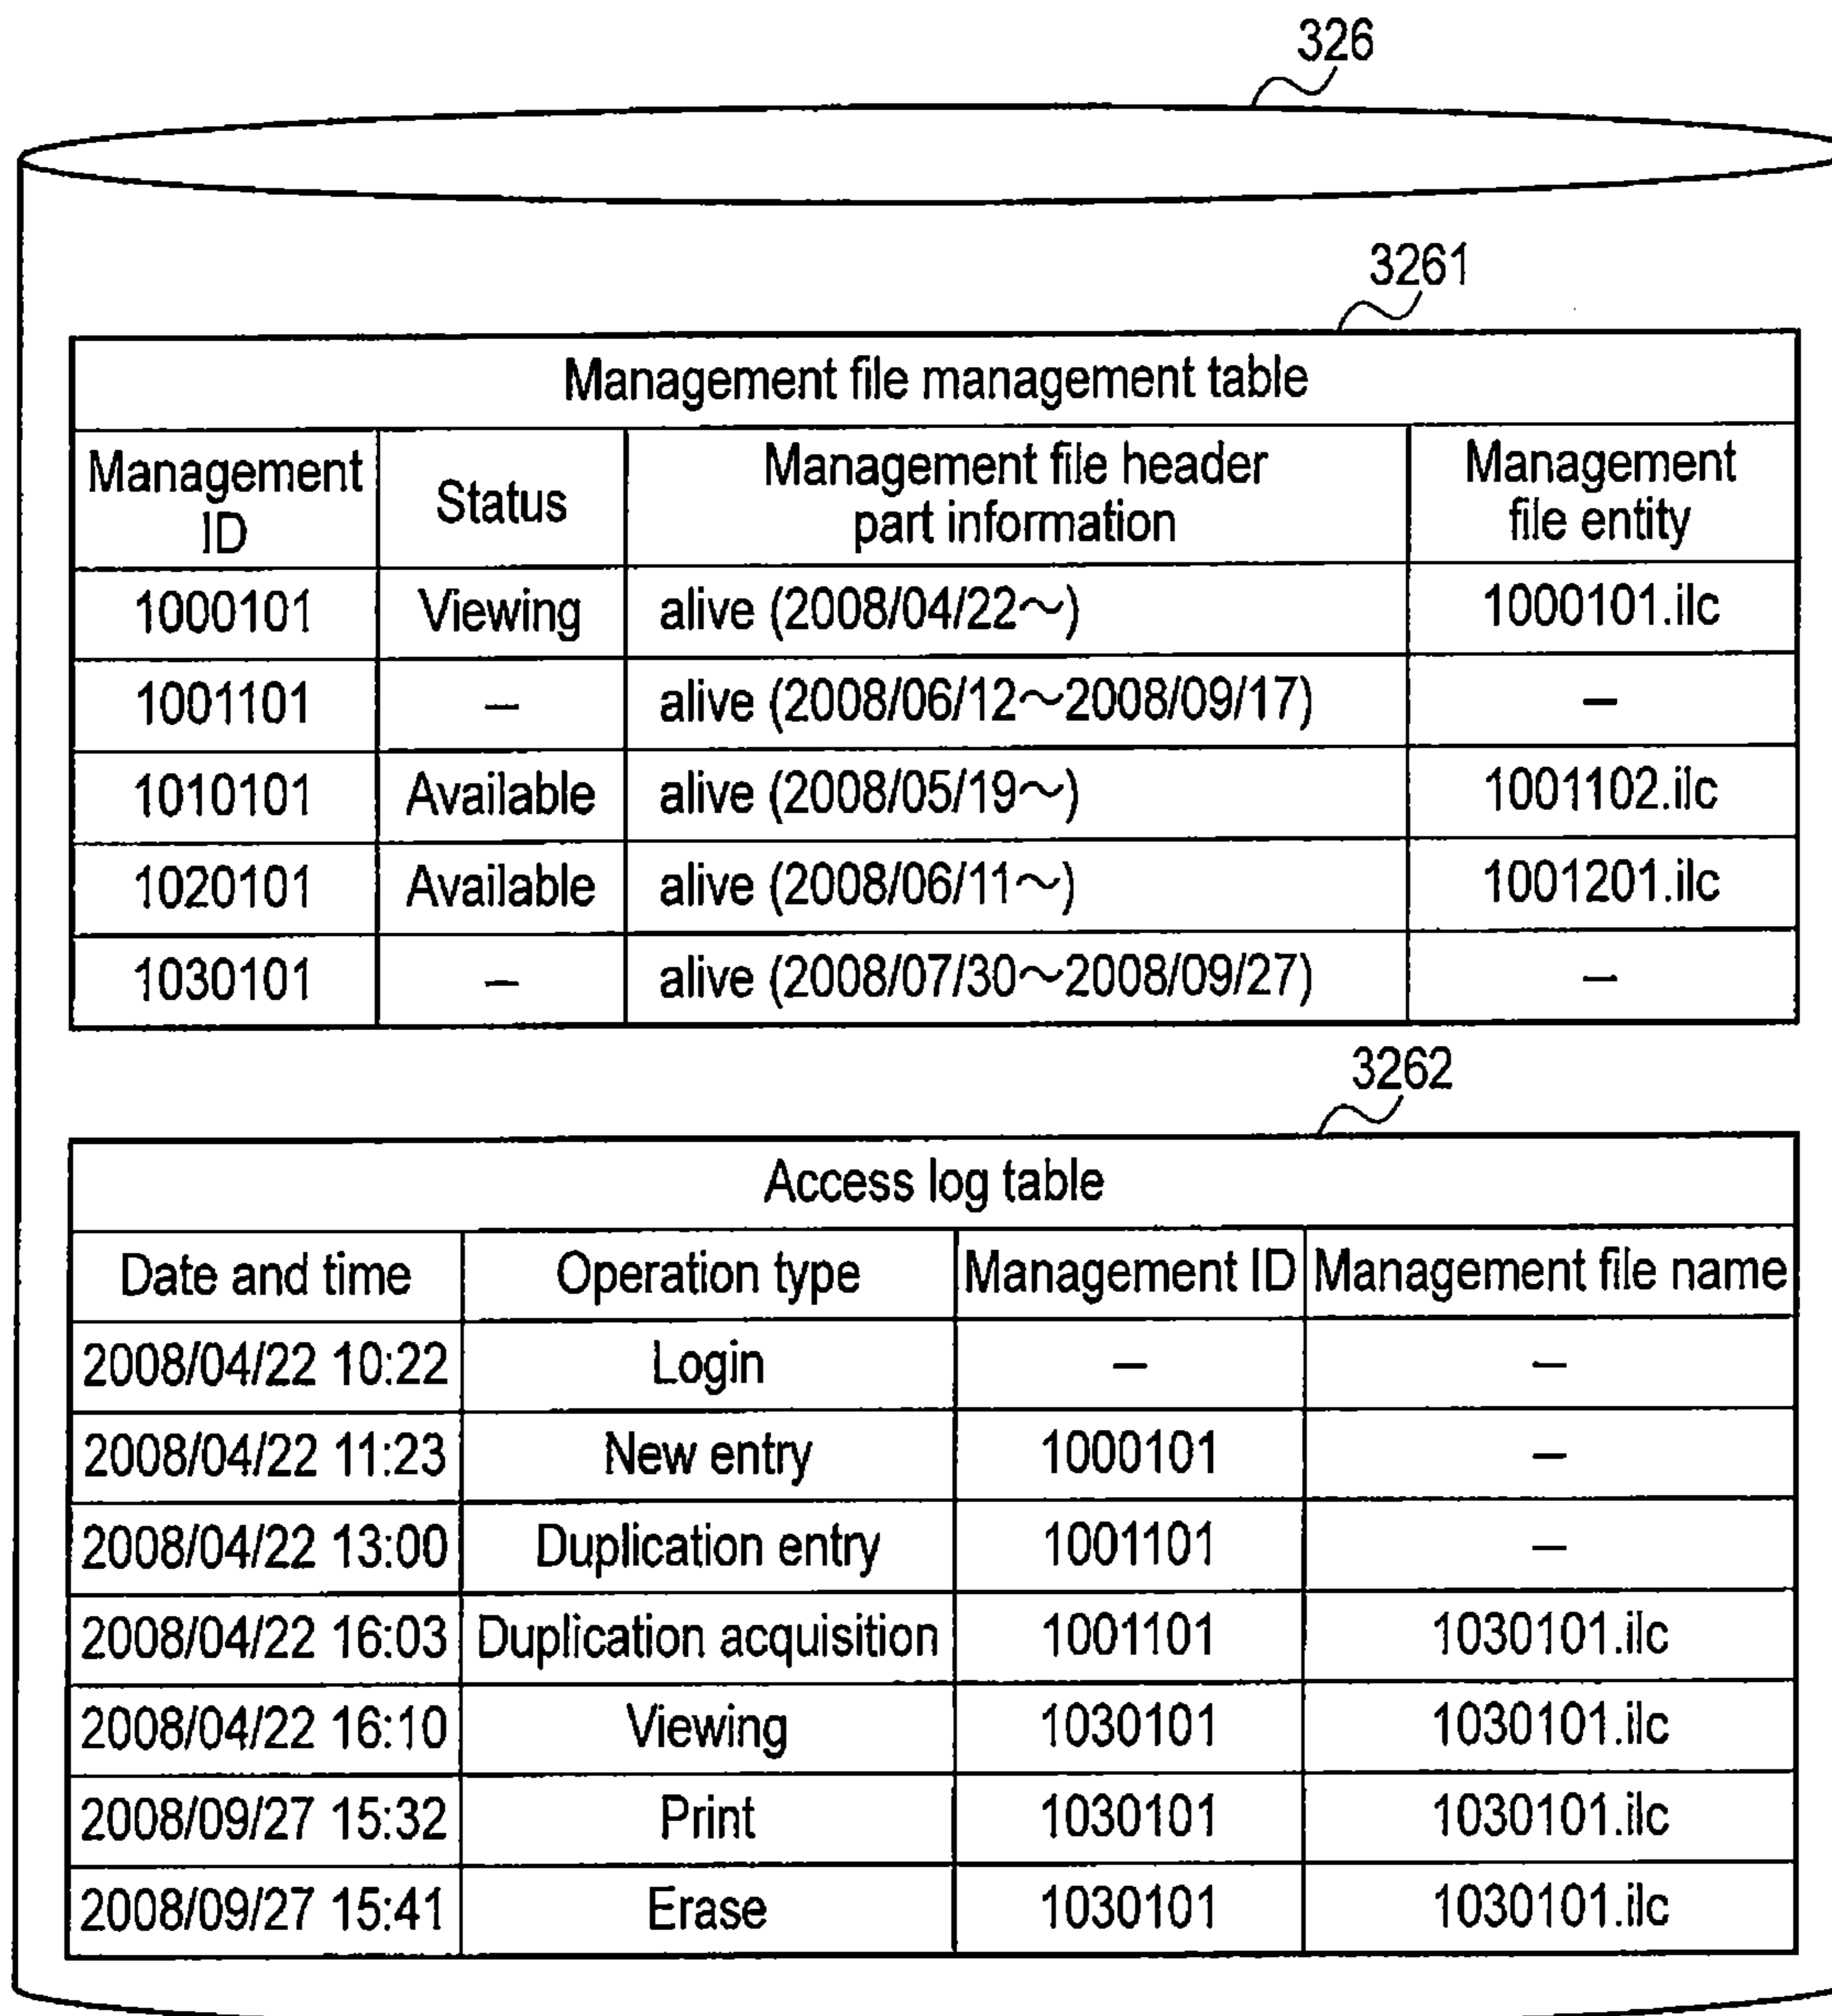 326
3261
Management file management table
Management ID Status Management file header part information Management file entity
1000101 Viewing alive (2008/04/22～) 1000101.ilc
1001101 – alive (2008/06/12～2008/09/17) –
1010101 Available alive (2008/05/19～) 1001102.ilc
1020101 Available alive (2008/06/11～) 1001201.ilc
1030101 – alive (2008/07/30～2008/09/27) –
3262
Access log table
Date and time Operation type Management ID Management file name
2008/04/22 10:22 Login – –
2008/04/22 11:23 New entry 1000101 –
2008/04/22 13:00 Duplication entry 1001101 –
2008/04/22 16:03 Duplication acquisition 1001101 1030101.ilc
2008/04/22 16:10 Viewing 1030101 1030101.ilc
2008/09/27 15:32 Print 1030101 1030101.ilc
2008/09/27 15:41 Erase 1030101 1030101.ilc